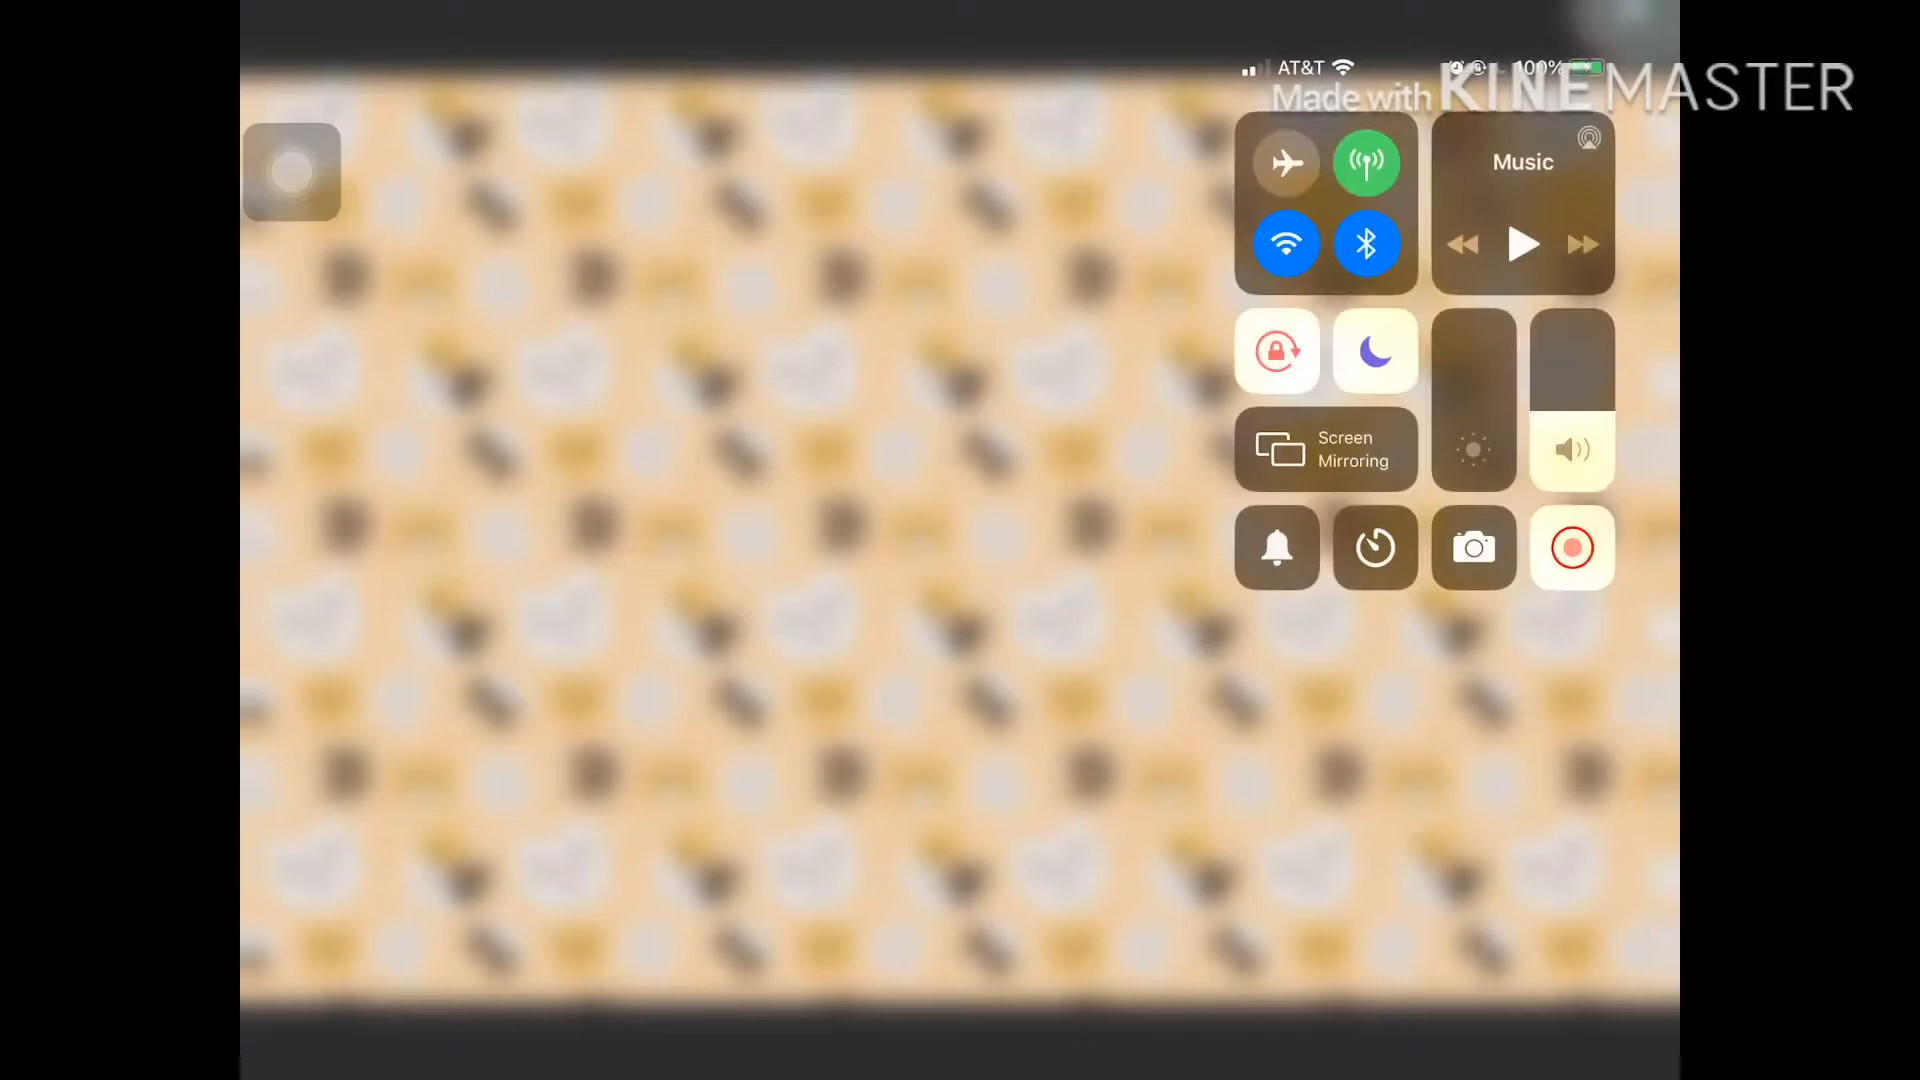 AT&T 100%
Made with KINEMASTER
Music
Screen
Mirroring